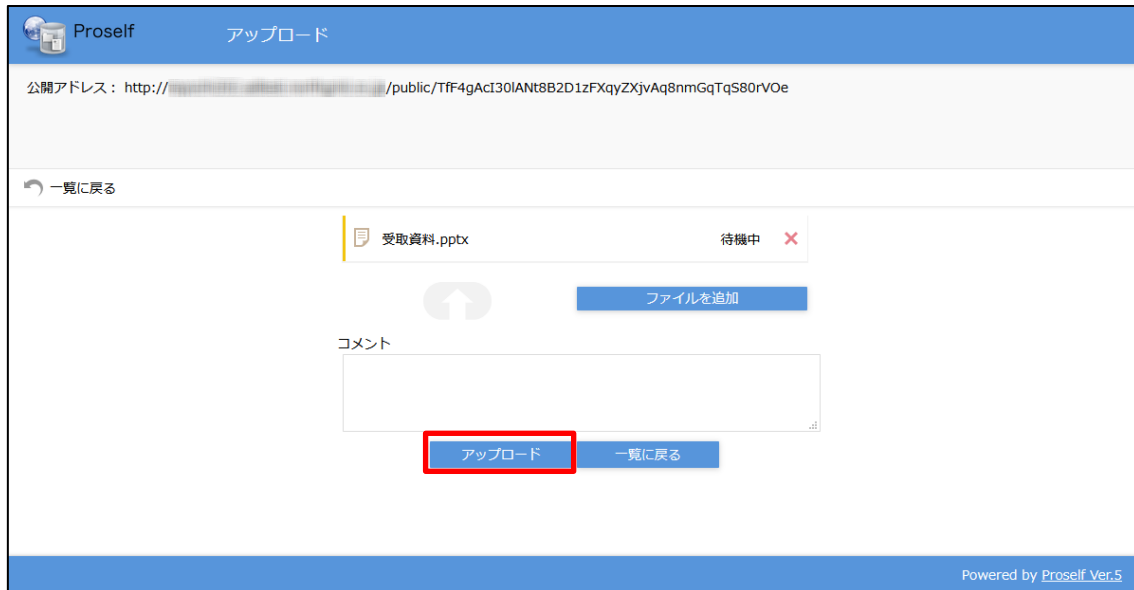 Proself
アップロード
公開アドレス： http:// /public/TfF4gAcI30lANt8B2D1zFXqyZXjvAq8nmGqTqS80rVOe
一覧に戻る
受取資料.pptx 待機中
ファイルを追加
コメント
アップロード 一覧に戻る
Powered by Proself Ver.5